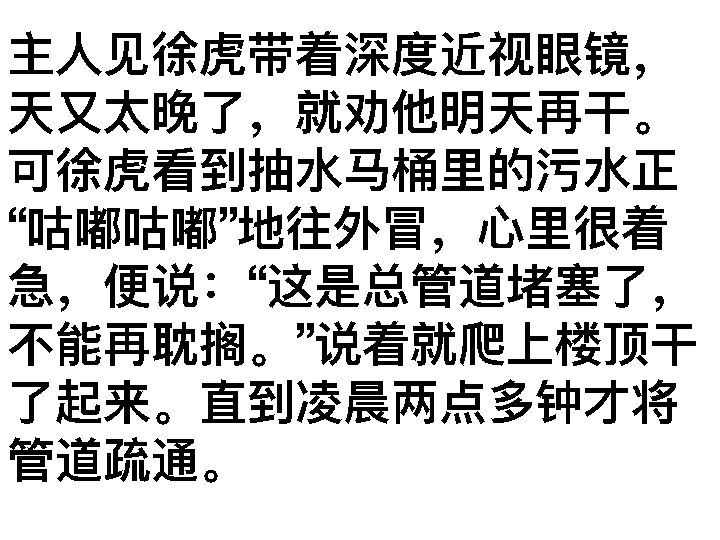 主人见徐虎带着深度近视眼镜，
天又太晚了，就劝他明天再干。
可徐虎看到抽水马桶里的污水正
“咕嘟咕嘟”地往外冒，心里很着
急，便说：“这是总管道堵塞了，
不能再耽搁。”说着就爬上楼顶干
了起来。直到凌晨两点多钟才将
管道疏通。